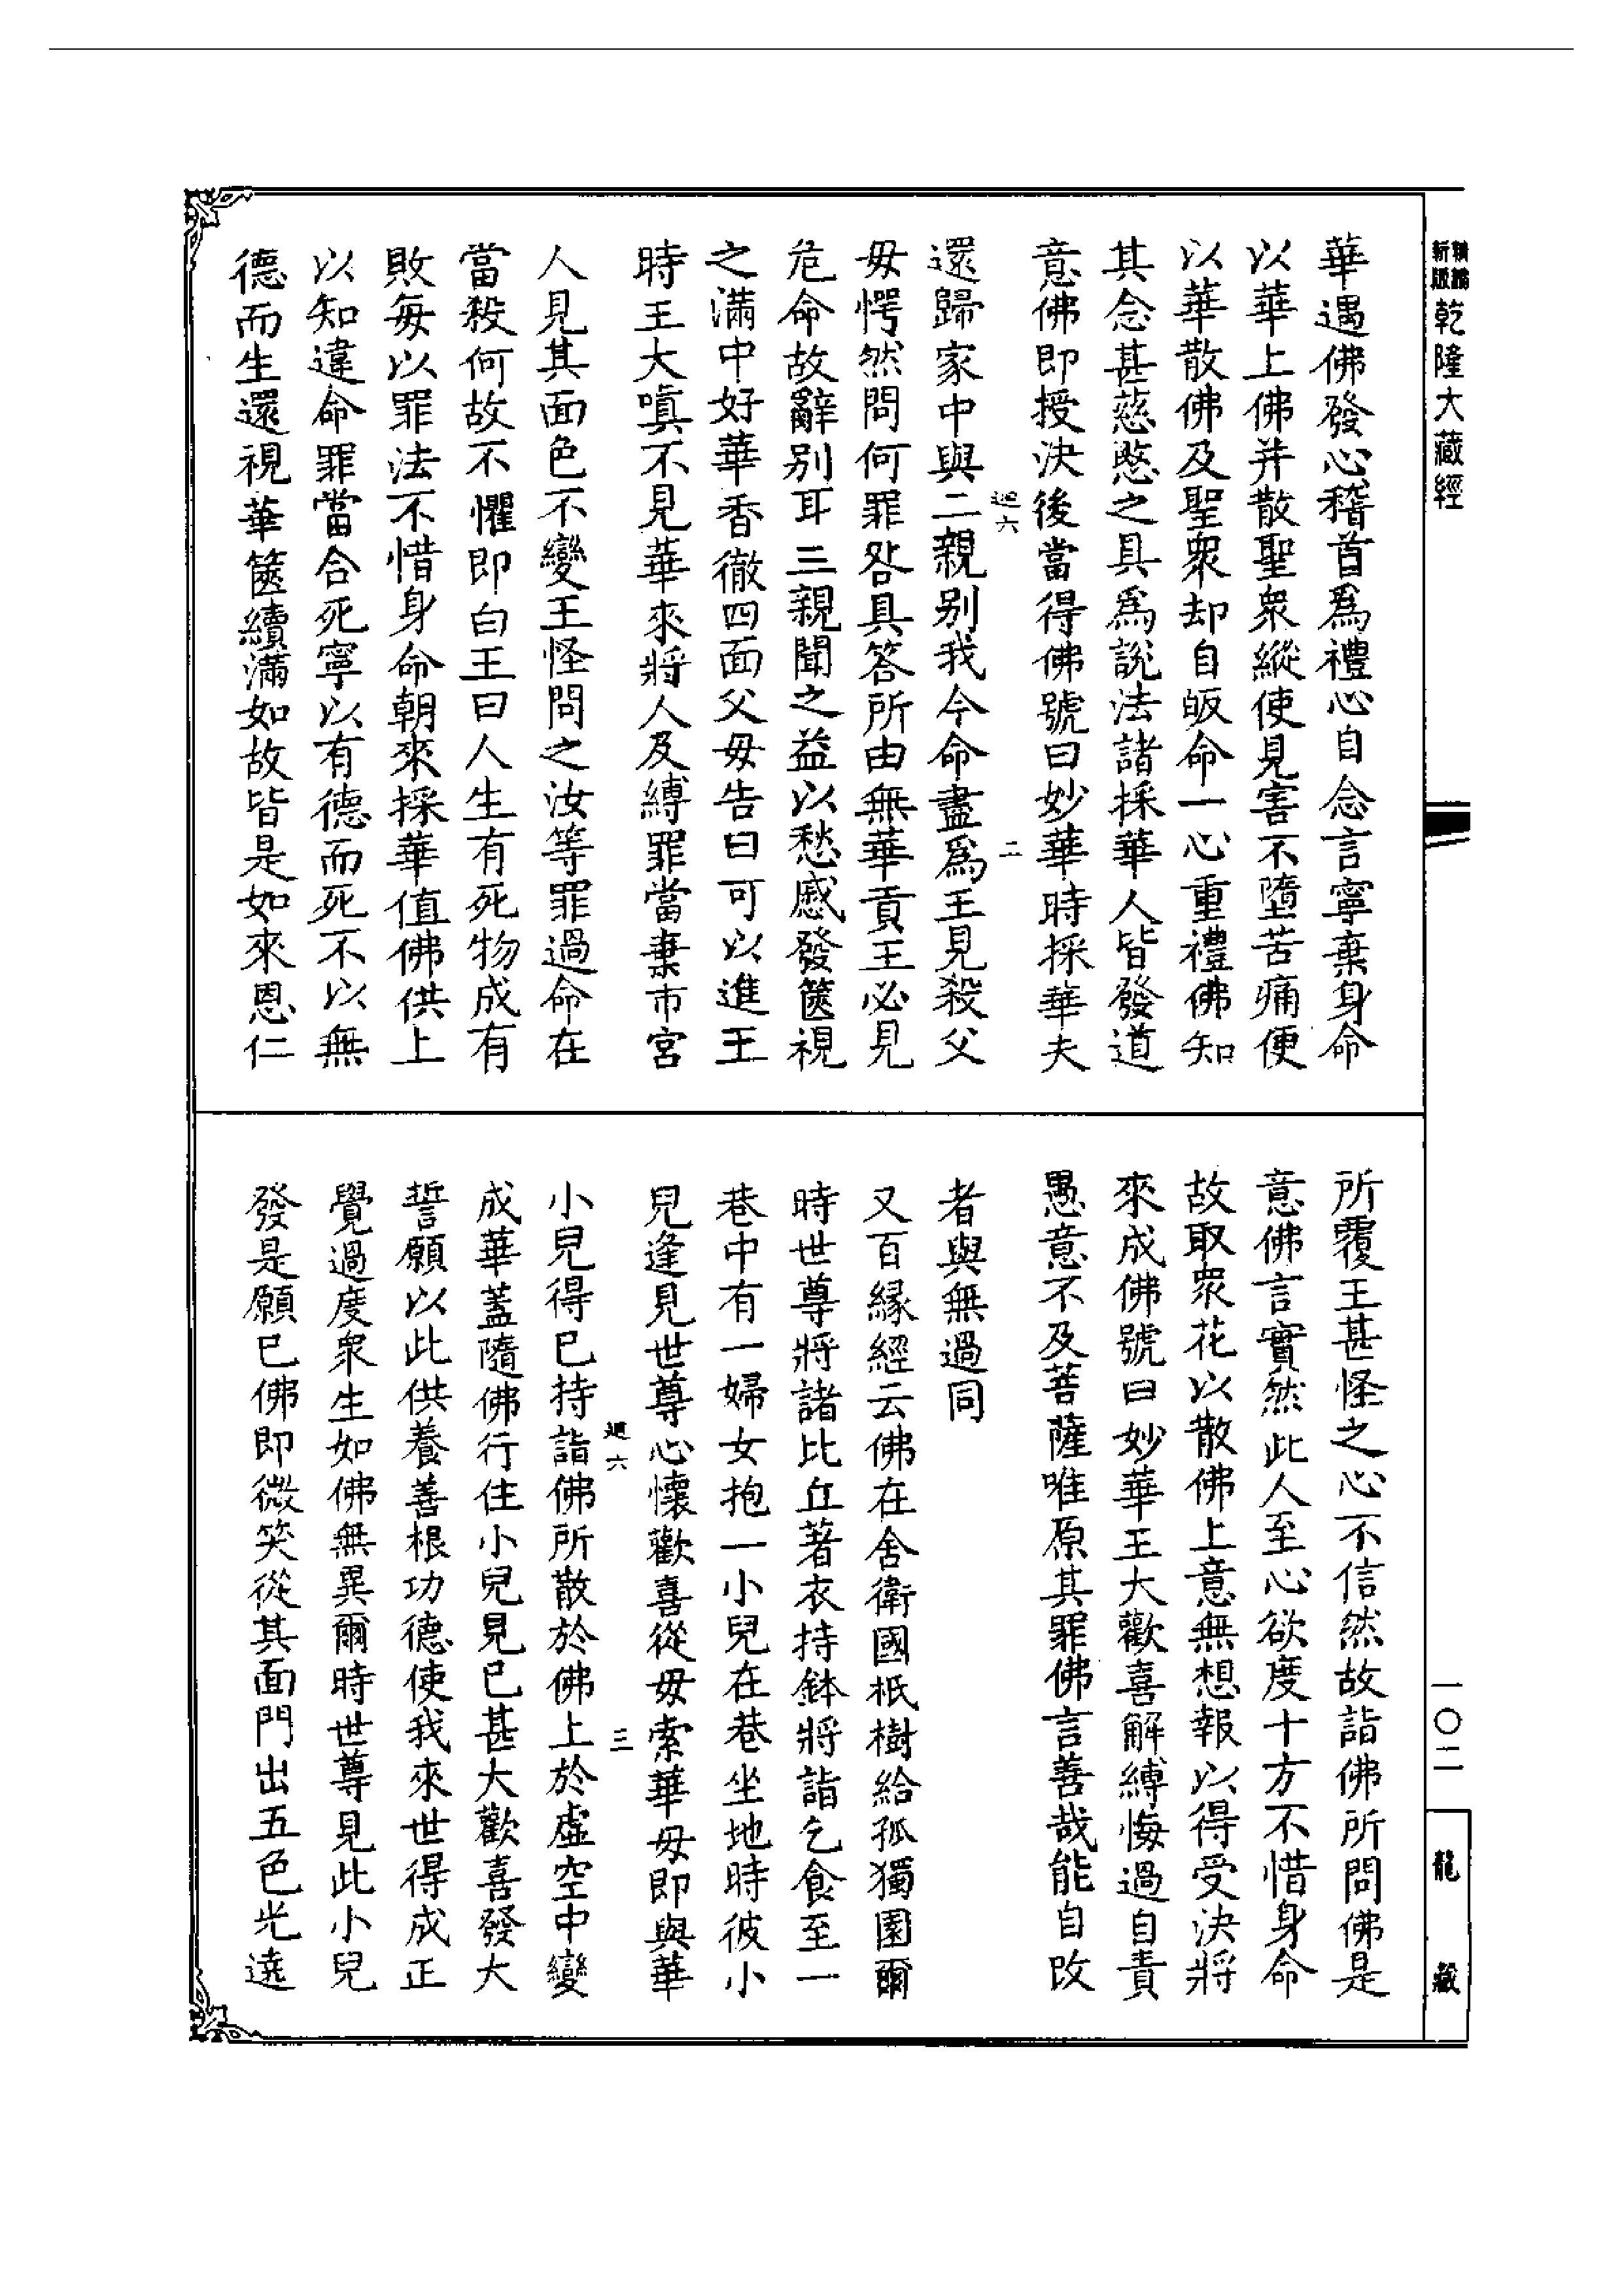 新編
新版
乾隆大藏經
華遇佛發心稽首爲禮心自念言寧棄身命
以華上佛并散聖衆縱使見害不墮苦痛便
以華散佛及聖衆却自皈命一心重禮佛知
其念甚慈愍之具爲說法諸採華人皆發道
意佛即授決後當得佛號曰妙華時採華夫
迴六
二
還歸家中與二親别我今命盡爲王見殺父
毋愕然問何罪咎具答所由無華貢王必見
危命故辭别耳三親聞之益以愁慼發篋視
之滿中好華香徹四面父毋告曰可以進王
時王大嗔不見華來將人及縛罪當棄市宮
人見其面色不變王怪問之汝等罪過命在
當殺何故不懼即白王曰人生有死物成有
敗每以罪法不惜身命朝來採華值佛供上
以知違命罪當合死寧以有德而死不以無
德而生還視華篋續滿如故皆是如來恩仁
所覆王甚怪之心不信然故詣佛所問佛是
意佛言實然此人至心欲度十方不惜身命
故取衆花以散佛上意無想報以得受決將
來成佛號曰妙華王大歡喜解縛悔過自責
愚意不及菩薩唯原其罪佛言善哉能自改
者與無過同
又百緣經云佛在舍衛國祇樹給孤獨園爾
時世尊將諸比丘著衣持鉢將詣乞食至一
巷中有一婦女抱一小兒在巷坐地時彼小
兒逢見世尊心懷歡喜從毋索華毋即與華
迴六
三
小兒得已持詣佛所散於佛上於虛空中變
成華蓋隨佛行住小兒見已甚大歡喜發大
誓願以此供養善根功德使我來世得成正
覺過度衆生如佛無異爾時世尊見此小兒
發是願已佛即微笑從其面門出五色光遶
一〇二
龍藏